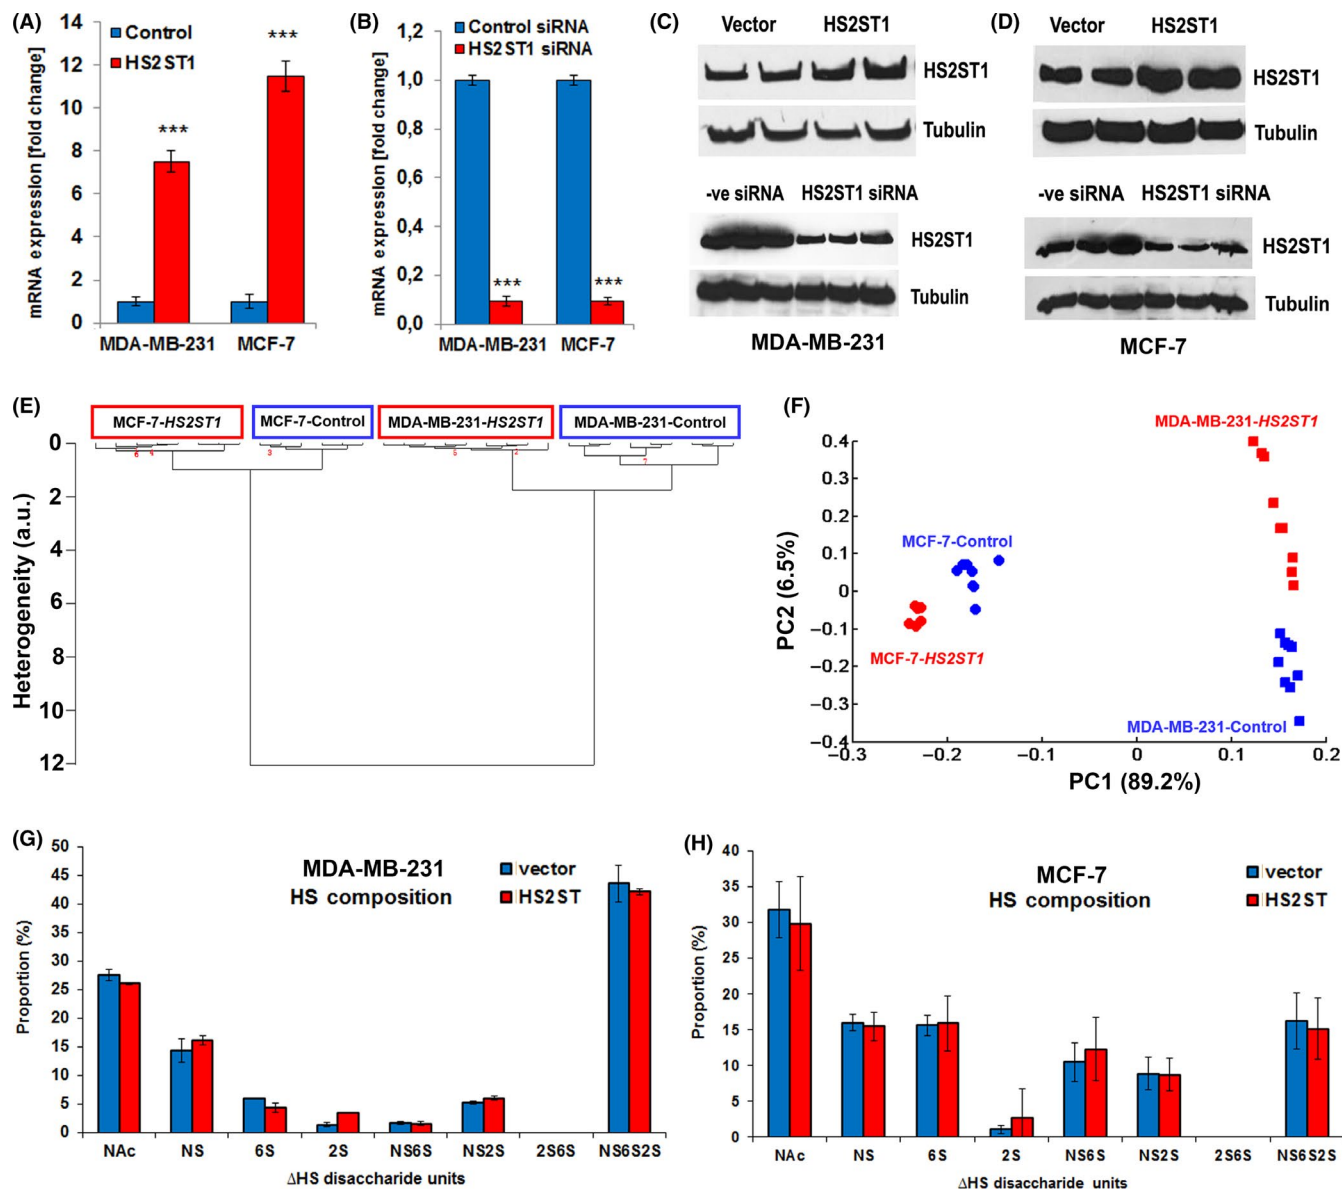 (A)
mRNA expression [fold change]
14
12
10
8
6
4
2
0
Control
HS2ST1
***
***
MDA-MB-231
MCF-7
(B)
mRNA expression [fold change]
1,2
1,0
0,8
0,6
0,4
0,2
0,0
Control siRNA
HS2ST1 siRNA
***
***
MDA-MB-231
MCF-7
(C)
Vector
HS2ST1
HS2ST1
Tubulin
-ve siRNA
HS2ST1 siRNA
HS2ST1
Tubulin
MDA-MB-231
(D)
Vector
HS2ST1
HS2ST1
Tubulin
-ve siRNA
HS2ST1 siRNA
HS2ST1
Tubulin
MCF-7
(E)
MCF-7-HS2ST1
MCF-7-Control
MDA-MB-231-HS2ST1
MDA-MB-231-Control
Heterogeneity (a.u.)
0
2
4
6
8
10
12
3
7
(F)
MDA-MB-231-HS2ST1
MCF-7-Control
MCF-7-HS2ST1
MDA-MB-231-Control
PC2 (6.5%)
0.4
0.3
0.2
0.1
0
–0.1
–0.2
–0.3
–0.4
–0.3
–0.2
–0.1
0
0.1
0.2
PC1 (89.2%)
(G)
MDA-MB-231
HS composition
vector
HS2ST
Proportion (%)
50
45
40
35
30
25
20
15
10
5
0
NAc
NS
6S
2S
NS6S
NS2S
2S6S
NS6S2S
ΔHS disaccharide units
(H)
MCF-7
HS composition
vector
HS2ST
Proportion (%)
40
35
30
25
20
15
10
5
0
NAc
NS
6S
2S
NS6S
NS2S
2S6S
NS6S2S
ΔHS disaccharide units